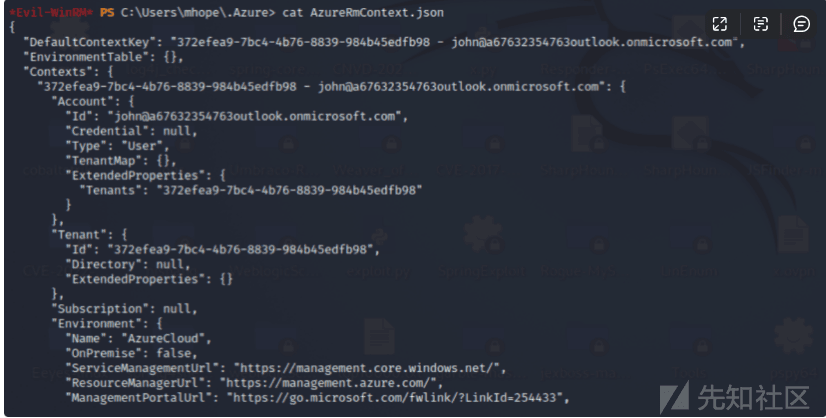 *Evil-WinRM* PS C:\Users\mhope\.Azure> cat AzureRmContext.json
{
  "DefaultContextKey": "372efea9-7bc4-4b76-8839-984b45edfb98 - john@a67632354763outlook.onmicrosoft.com",
  "EnvironmentTable": {},
  "Contexts": {
    "372efea9-7bc4-4b76-8839-984b45edfb98 - john@a67632354763outlook.onmicrosoft.com": {
      "Account": {
        "Id": "john@a67632354763outlook.onmicrosoft.com",
        "Credential": null,
        "Type": "User",
        "TenantMap": {},
        "ExtendedProperties": {
          "Tenants": "372efea9-7bc4-4b76-8839-984b45edfb98"
        }
      },
      "Tenant": {
        "Id": "372efea9-7bc4-4b76-8839-984b45edfb98",
        "Directory": null,
        "ExtendedProperties": {}
      },
      "Subscription": null,
      "Environment": {
        "Name": "AzureCloud",
        "OnPremise": false,
        "ServiceManagementUrl": "https://management.core.windows.net/",
        "ResourceManagerUrl": "https://management.azure.com/",
        "ManagementPortalUrl": "https://go.microsoft.com/fwlink/?LinkId=254433",
先知社区